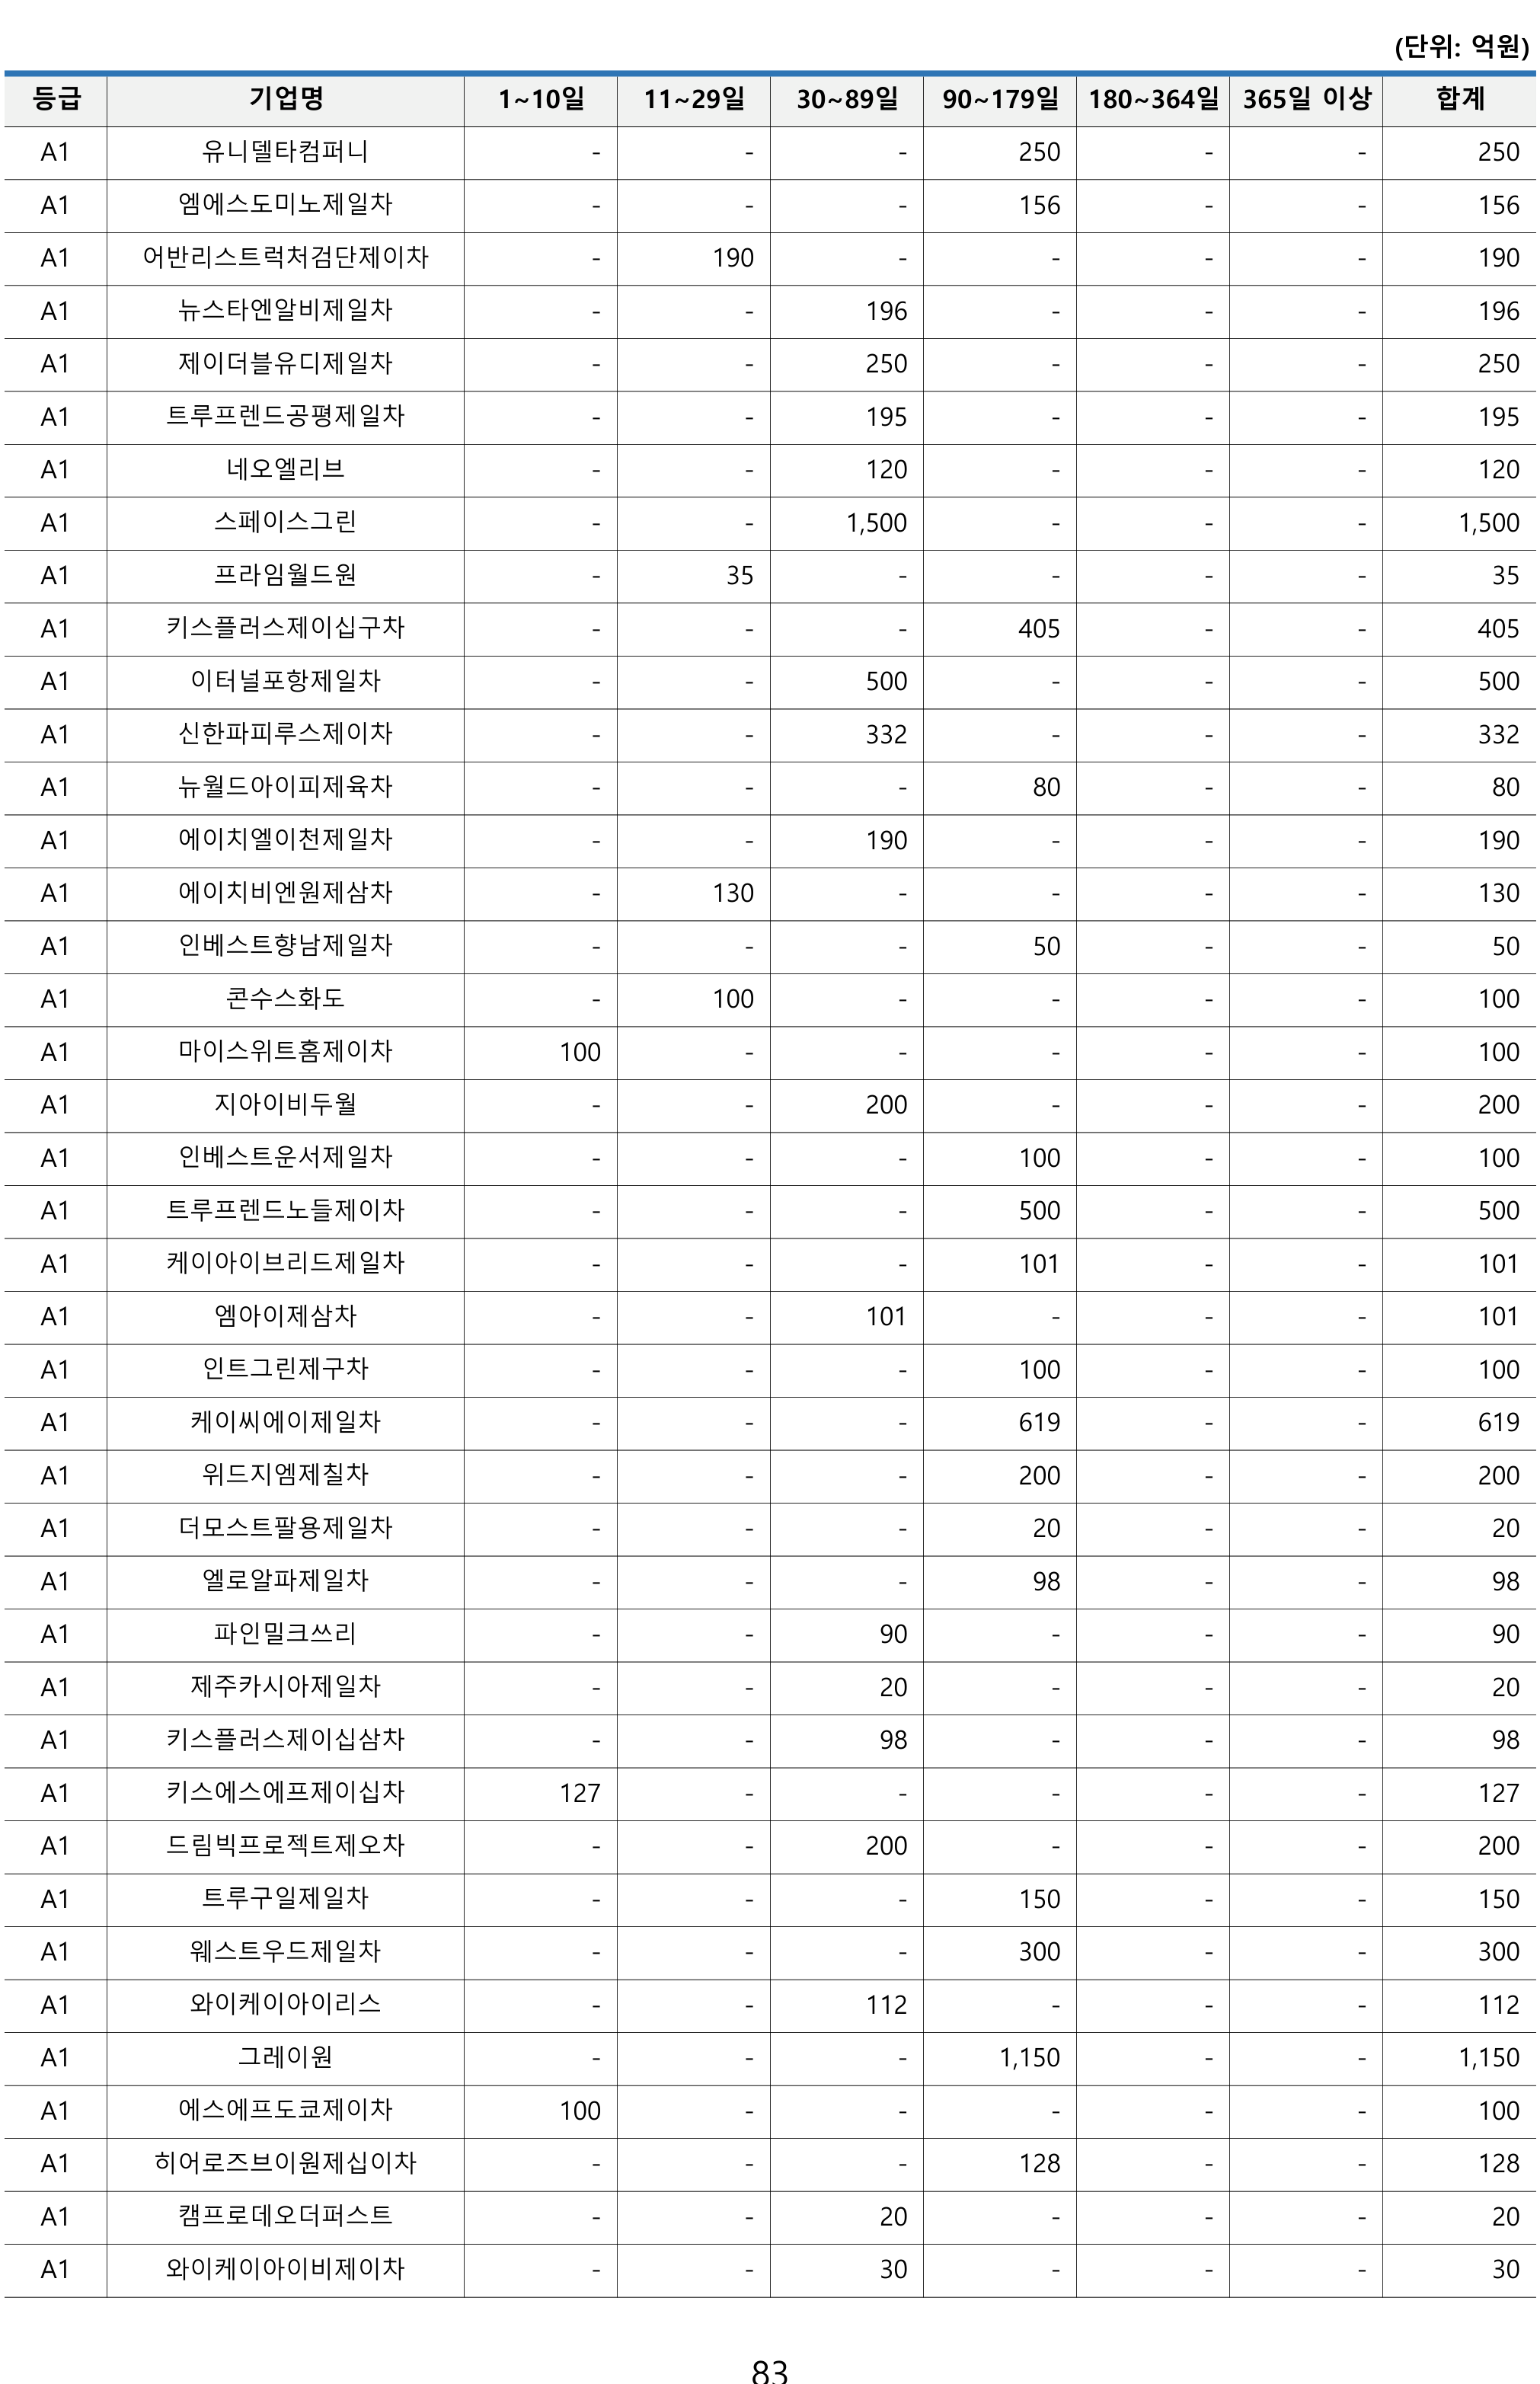 (단위: 억원)
등급 기업명 1~10일 11~29일 30~89일 90~179일 180~364일 365일 이상 합계
A1 유니델타컴퍼니 - - - 250 - - 250
A1 엠에스도미노제일차 - - - 156 - - 156
A1 어반리스트럭처검단제이차 - 190 - - - - 190
A1 뉴스타엔알비제일차 - - 196 - - - 196
A1 제이더블유디제일차 - - 250 - - - 250
A1 트루프렌드공평제일차 - - 195 - - - 195
A1 네오엘리브 - - 120 - - - 120
A1 스페이스그린 - - 1,500 - - - 1,500
A1 프라임월드원 - 35 - - - - 35
A1 키스플러스제이십구차 - - - 405 - - 405
A1 이터널포항제일차 - - 500 - - - 500
A1 신한파피루스제이차 - - 332 - - - 332
A1 뉴월드아이피제육차 - - - 80 - - 80
A1 에이치엘이천제일차 - - 190 - - - 190
A1 에이치비엔원제삼차 - 130 - - - - 130
A1 인베스트향남제일차 - - - 50 - - 50
A1 콘수스화도 - 100 - - - - 100
A1 마이스위트홈제이차 100 - - - - - 100
A1 지아이비두월 - - 200 - - - 200
A1 인베스트운서제일차 - - - 100 - - 100
A1 트루프렌드노들제이차 - - - 500 - - 500
A1 케이아이브리드제일차 - - - 101 - - 101
A1 엠아이제삼차 - - 101 - - - 101
A1 인트그린제구차 - - - 100 - - 100
A1 케이씨에이제일차 - - - 619 - - 619
A1 위드지엠제칠차 - - - 200 - - 200
A1 더모스트팔용제일차 - - - 20 - - 20
A1 엘로알파제일차 - - - 98 - - 98
A1 파인밀크쓰리 - - 90 - - - 90
A1 제주카시아제일차 - - 20 - - - 20
A1 키스플러스제이십삼차 - - 98 - - - 98
A1 키스에스에프제이십차 127 - - - - - 127
A1 드림빅프로젝트제오차 - - 200 - - - 200
A1 트루구일제일차 - - - 150 - - 150
A1 웨스트우드제일차 - - - 300 - - 300
A1 와이케이아이리스 - - 112 - - - 112
A1 그레이원 - - - 1,150 - - 1,150
A1 에스에프도쿄제이차 100 - - - - - 100
A1 히어로즈브이원제십이차 - - - 128 - - 128
A1 캠프로데오더퍼스트 - - 20 - - - 20
A1 와이케이아이비제이차 - - 30 - - - 30
83